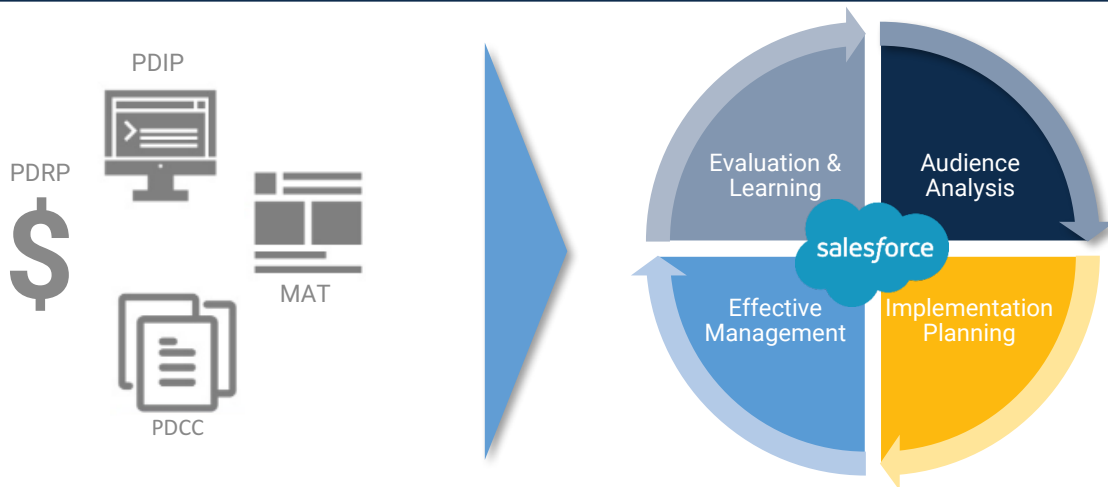 PDIP
PDRP
$
MAT
PDCC
Evaluation &
Learning
Audience
Analysis
salesforce
Effective
Management
Implementation
Planning